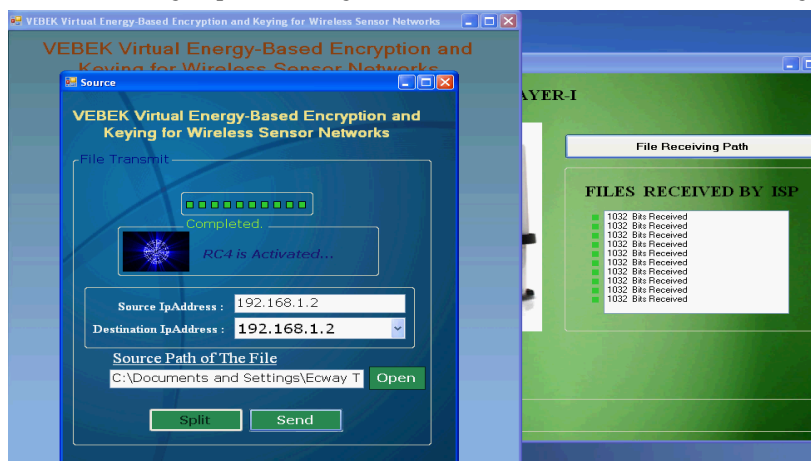 VEBEK Virtual Energy-Based Encryption and Keying for Wireless Sensor Networks
VEBEK Virtual Energy-Based Encryption and
Keying for Wireless Sensor Networks
Source
VEBEK Virtual Energy-Based Encryption and
Keying for Wireless Sensor Networks
File Transmit
Completed.
RC4 is Activated...
Source IpAddress : 192.168.1.2
Destination IpAddress : 192.168.1.2
Source Path of The File
C:\Documents and Settings\Ecway T Open
Split Send
AYER-I
File Receiving Path
FILES RECEIVED BY ISP
1032 Bits Received
1032 Bits Received
1032 Bits Received
1032 Bits Received
1032 Bits Received
1032 Bits Received
1032 Bits Received
1032 Bits Received
1032 Bits Received
1032 Bits Received